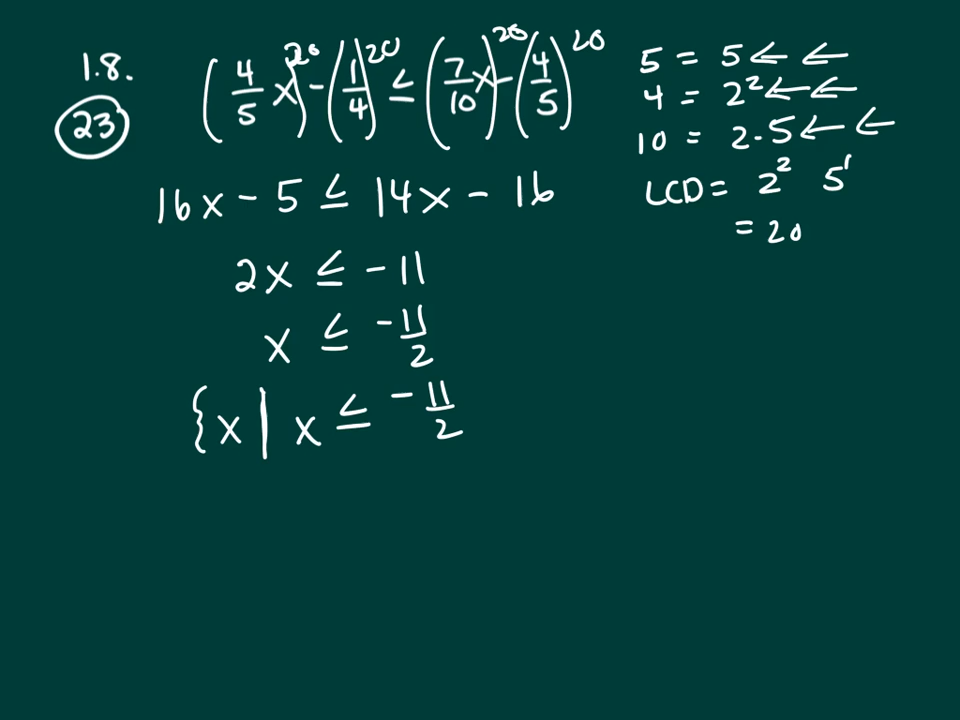 1.8.
23
(4/5 x)20 - (1/4)20 ≤ (7/10 x)20 - (4/5)20
16x - 5 ≤ 14x - 16
2x ≤ -11
x ≤ -11/2
{x | x ≤ -11/2
5 = 5 ← ←
4 = 2² ← ←
10 = 2·5 ← ←
LCD = 2² 5¹
= 20